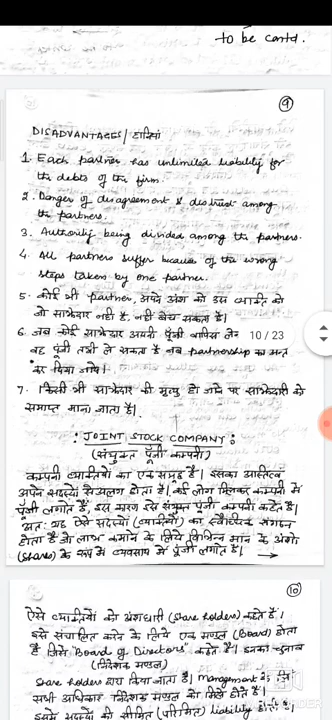 to be contd.
9
DISADVANTAGES/हानियां
1. Each partner has unlimited liability for
the debts of the firm.
2. Danger of disagreement & distrust among
the partners.
3. Authority being divided among the partners.
4. All partners suffer because of the wrong
steps taken by one partner.
5. कोई भी partner, अपने अंश को उस व्यक्ति को
जो साझेदार नहीं है, नहीं बेच सकता है।
6. जब कोई साझेदार अपनी पूंजी वापिस लेना
10 / 23
वह पूंजी तभी ले सकता है जब partnership का अन्त
कर दिया जाये।
7. किसी भी साझेदार की मृत्यु हो जाने पर साझेदारी को
समाप्त माना जाता है।
: JOINT STOCK COMPANY :
(संयुक्त पूंजी कम्पनी)
कम्पनी व्यक्तियों का एक समूह है। इसका अस्तित्व
अपने सदस्यों से अलग होता है। कई लोग मिलकर कम्पनी में
पूंजी लगाते हैं, इस कारण इसे संयुक्त पूंजी कम्पनी कहते हैं।
अतः यह ऐसे सदस्यों (व्यक्तियों) का स्वैच्छिक संगठन
होता है जो लाभ कमाने के लिये विभिन्न मान के अंशों
(Shares) के रूप में व्यवसाय में पूंजी लगाते हैं। →
10
ऐसे व्यक्तियों को अंशधारी (Share holders) कहते हैं।
इसे संचालित करने के लिये एक मण्डल (Board) होता
है जिसे "Board of Directors" कहते हैं। इनका चुनाव
(निदेशक मण्डल)
Share holders द्वारा किया जाता है। Management के
सभी अधिकार निदेशक मण्डल को मिले होते हैं।
इसमें सदस्यों की सीमित (परिमित) liability होती है।